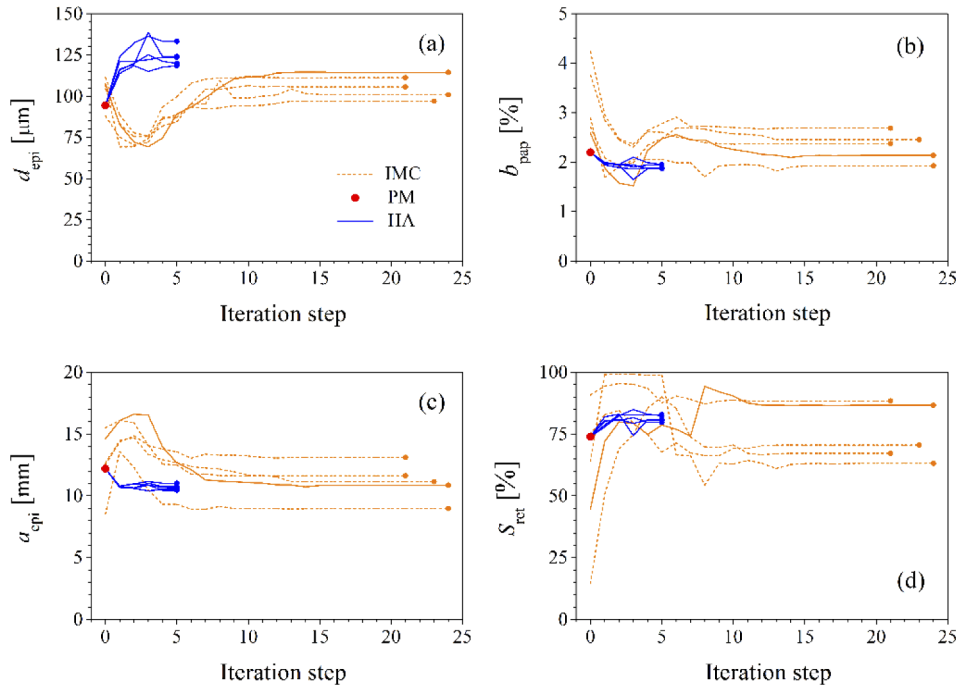 150
125
100
75
50
25
0
d_epi [µm]
(a)
IMC
PM
IIA
0 5 10 15 20 25
Iteration step
5
4
3
2
1
0
b_pap [%]
(b)
0 5 10 15 20 25
Iteration step
20
15
10
5
0
a_epi [mm]
(c)
0 5 10 15 20 25
Iteration step
100
75
50
25
0
S_ret [%]
(d)
0 5 10 15 20 25
Iteration step